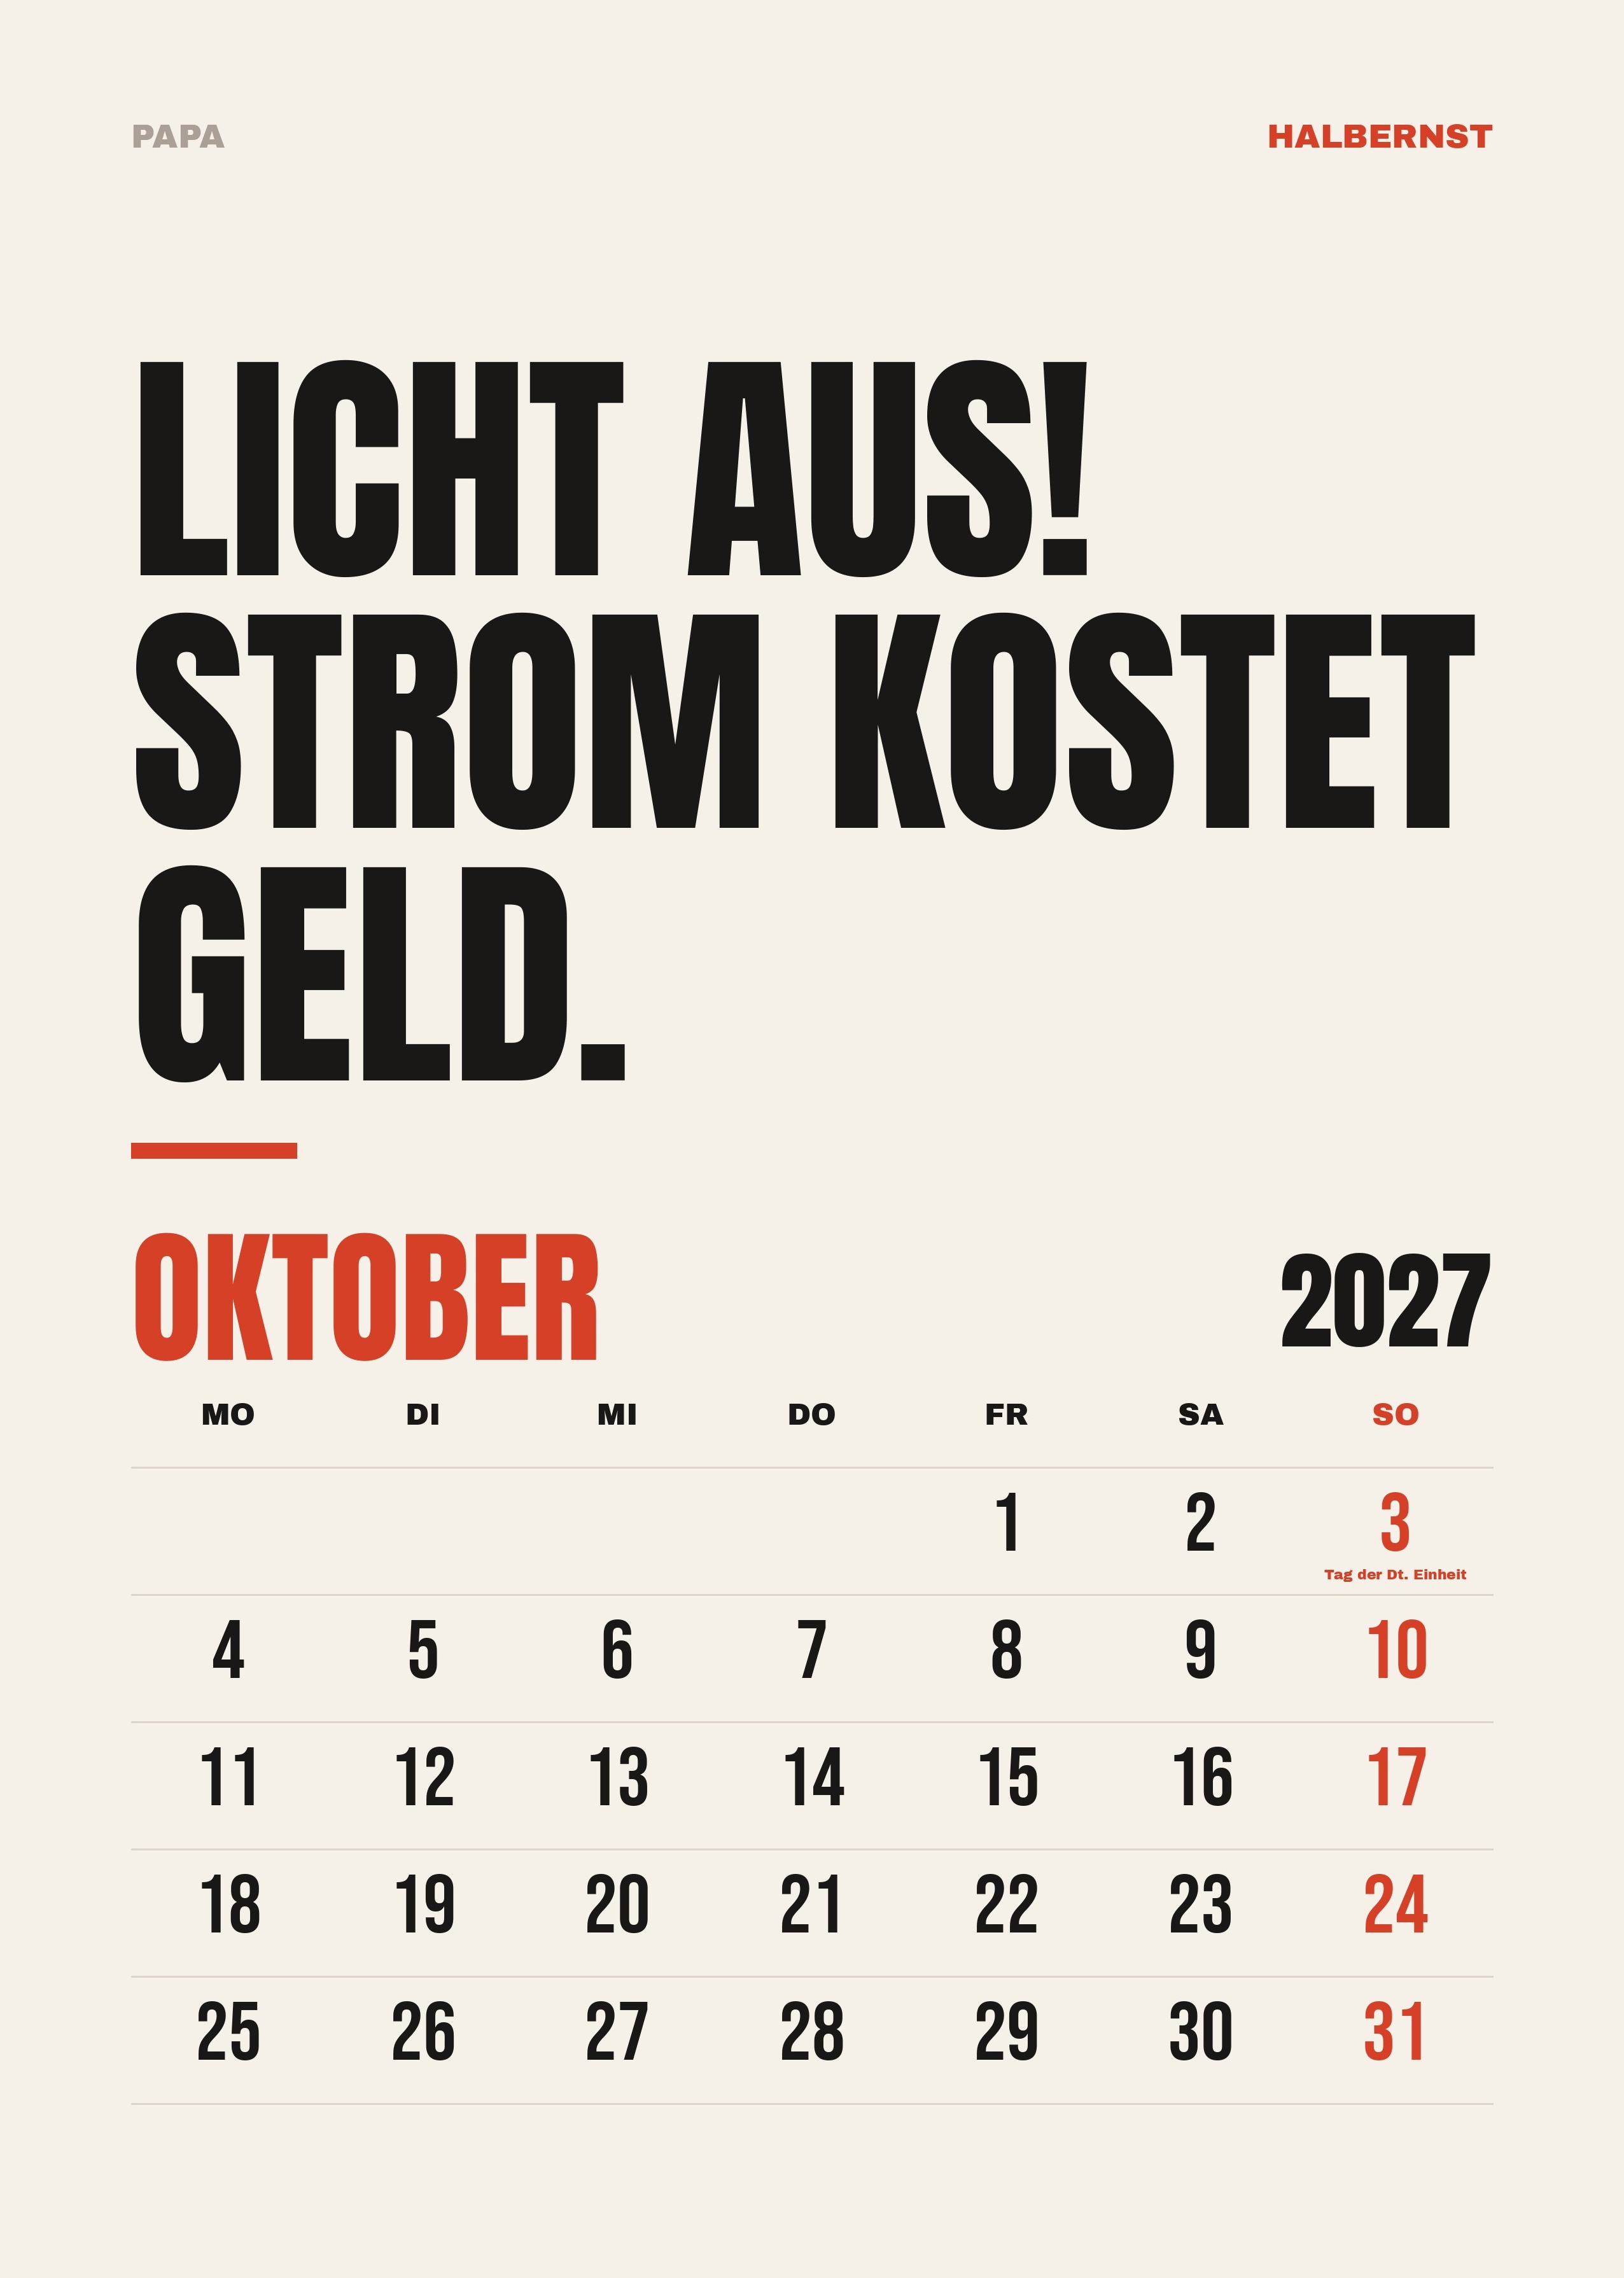 PAPA HALBERNST
LICHT AUS!
STROM KOSTET
GELD.
OKTOBER 2027
MO DI MI DO FR SA SO
1 2 3
Tag der Dt. Einheit
4 5 6 7 8 9 10
11 12 13 14 15 16 17
18 19 20 21 22 23 24
25 26 27 28 29 30 31